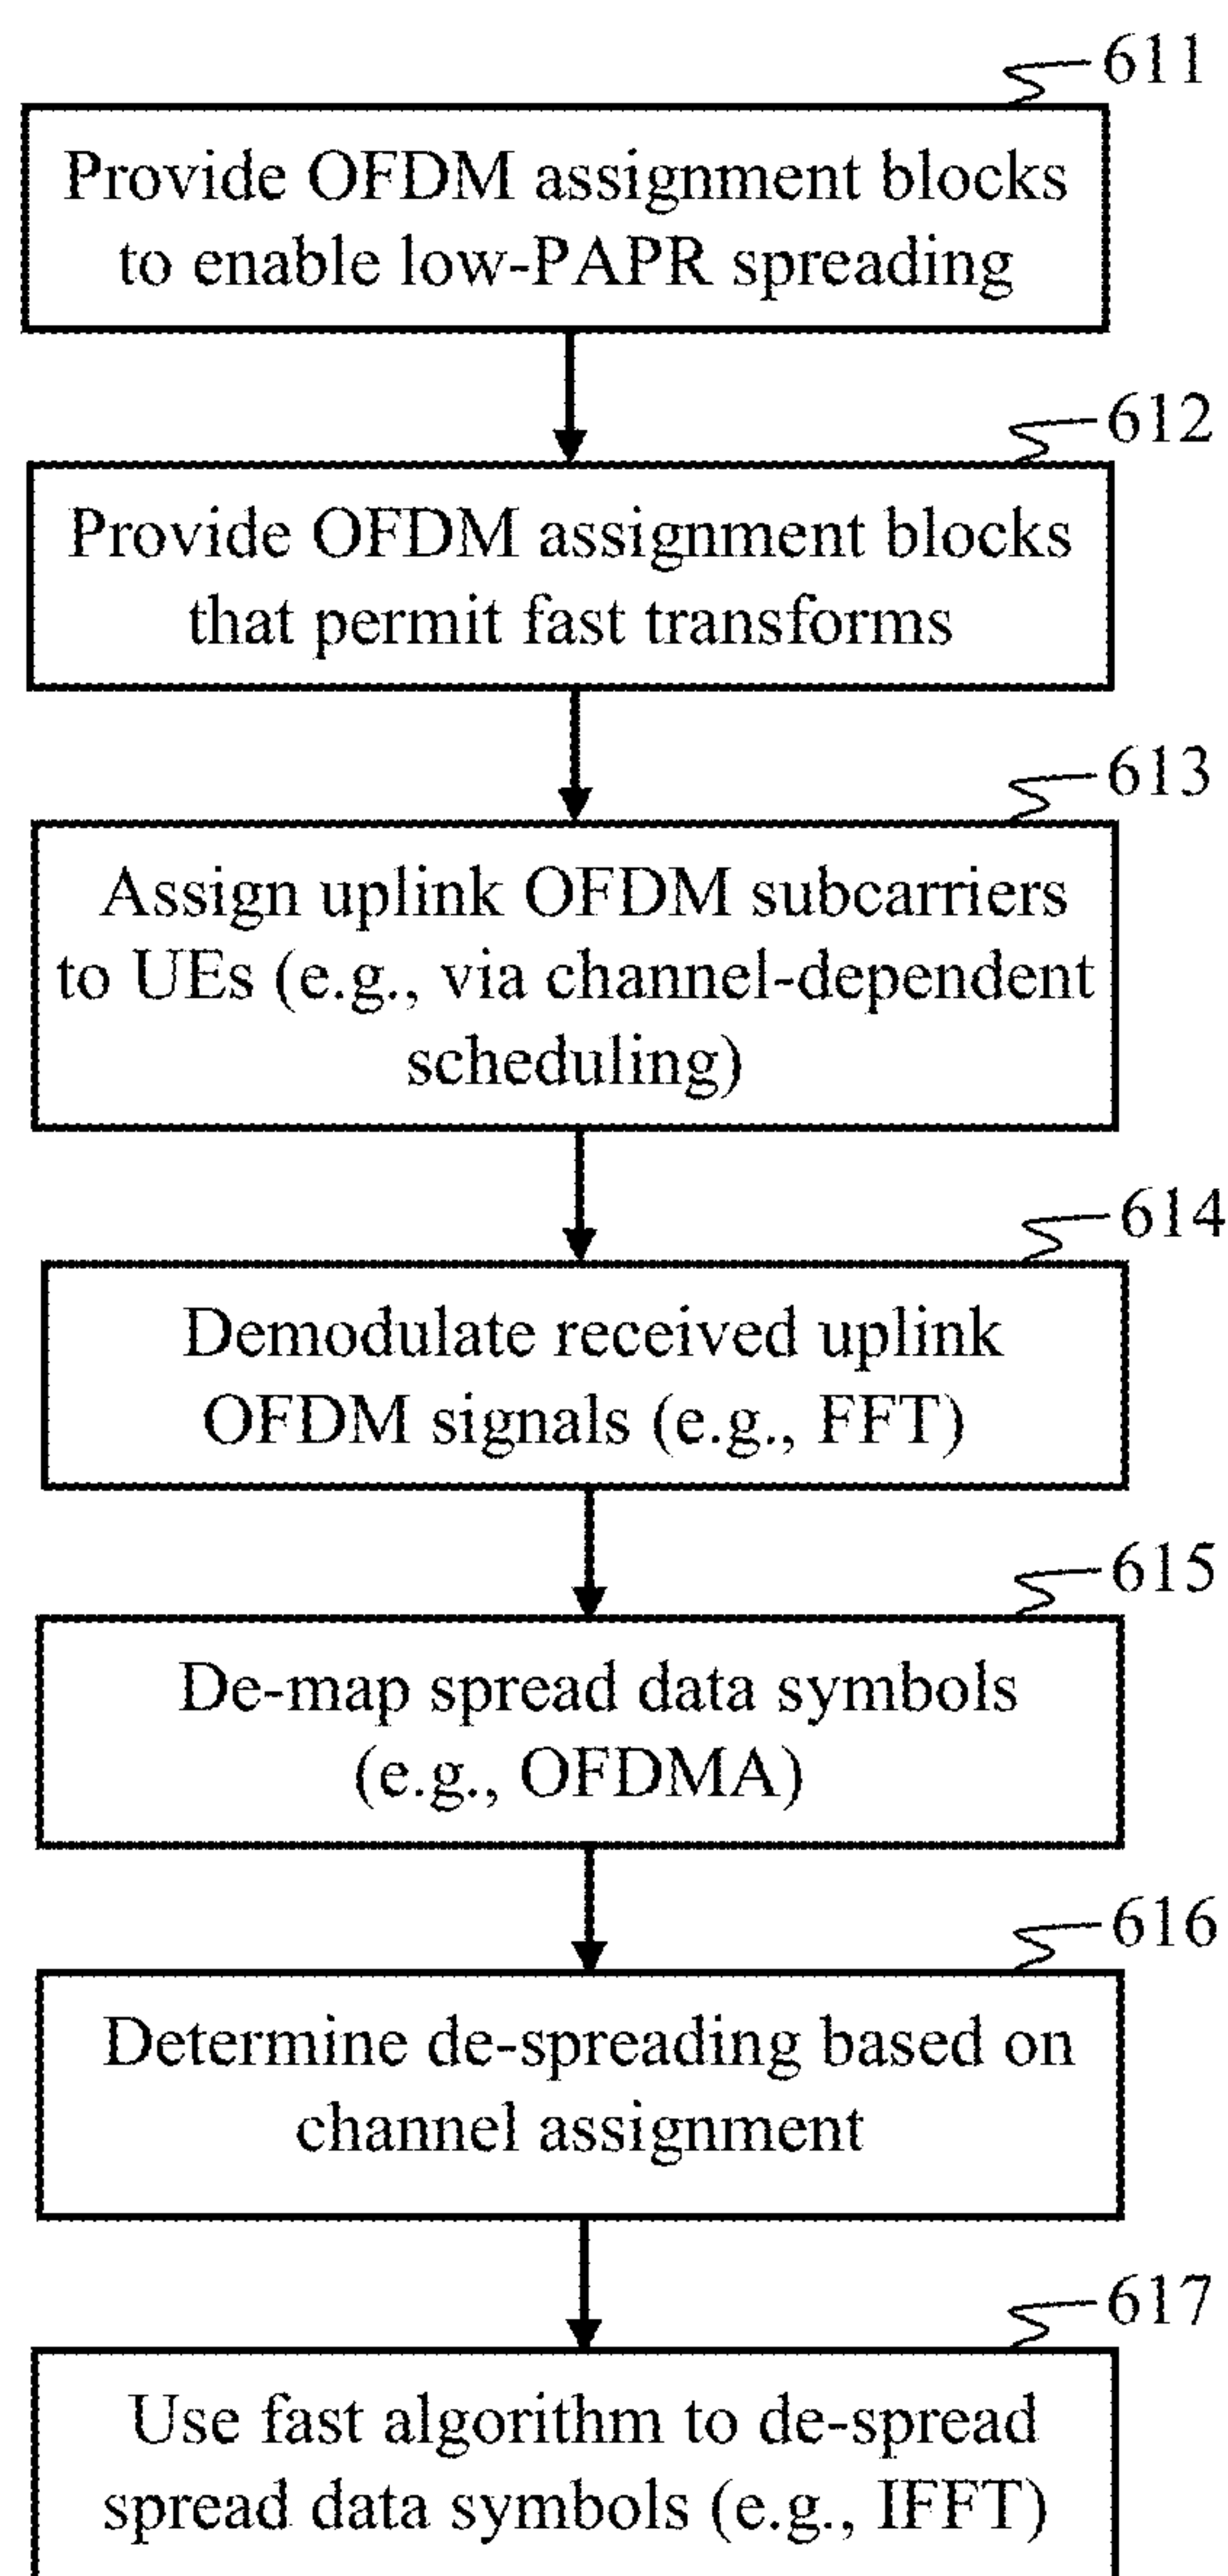 611
Provide OFDM assignment blocks
to enable low-PAPR spreading
612
Provide OFDM assignment blocks
that permit fast transforms
613
Assign uplink OFDM subcarriers
to UEs (e.g., via channel-dependent
scheduling)
614
Demodulate received uplink
OFDM signals (e.g., FFT)
615
De-map spread data symbols
(e.g., OFDMA)
616
Determine de-spreading based on
channel assignment
617
Use fast algorithm to de-spread
spread data symbols (e.g., IFFT)